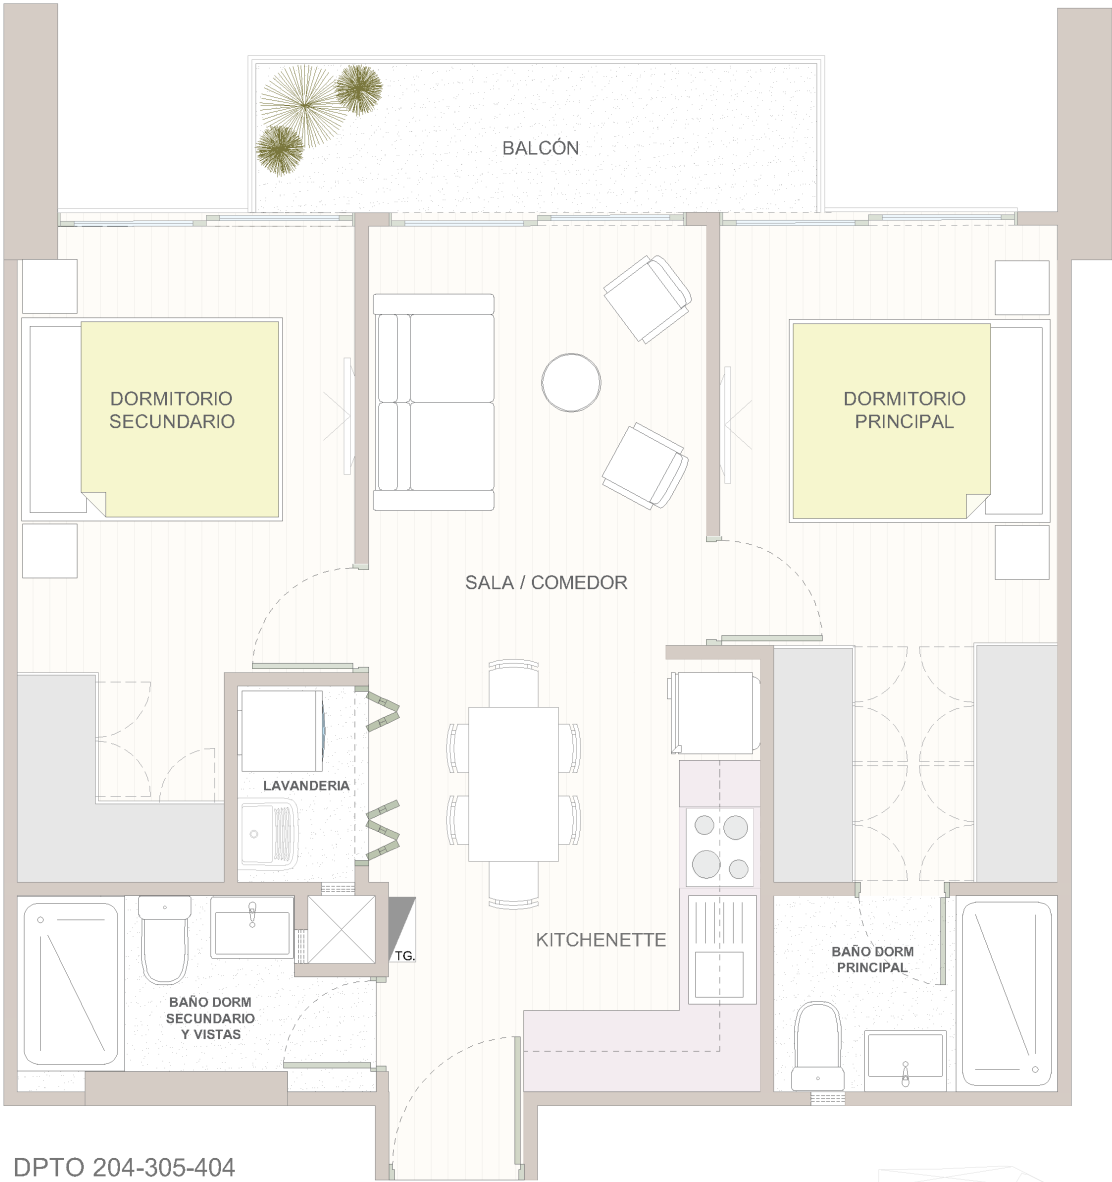 BALCÓN
DORMITORIO
SECUNDARIO
DORMITORIO
PRINCIPAL
SALA / COMEDOR
LAVANDERIA
KITCHENETTE
TG.
BAÑO DORM
PRINCIPAL
BAÑO DORM
SECUNDARIO
Y VISTAS
DPTO 204-305-404